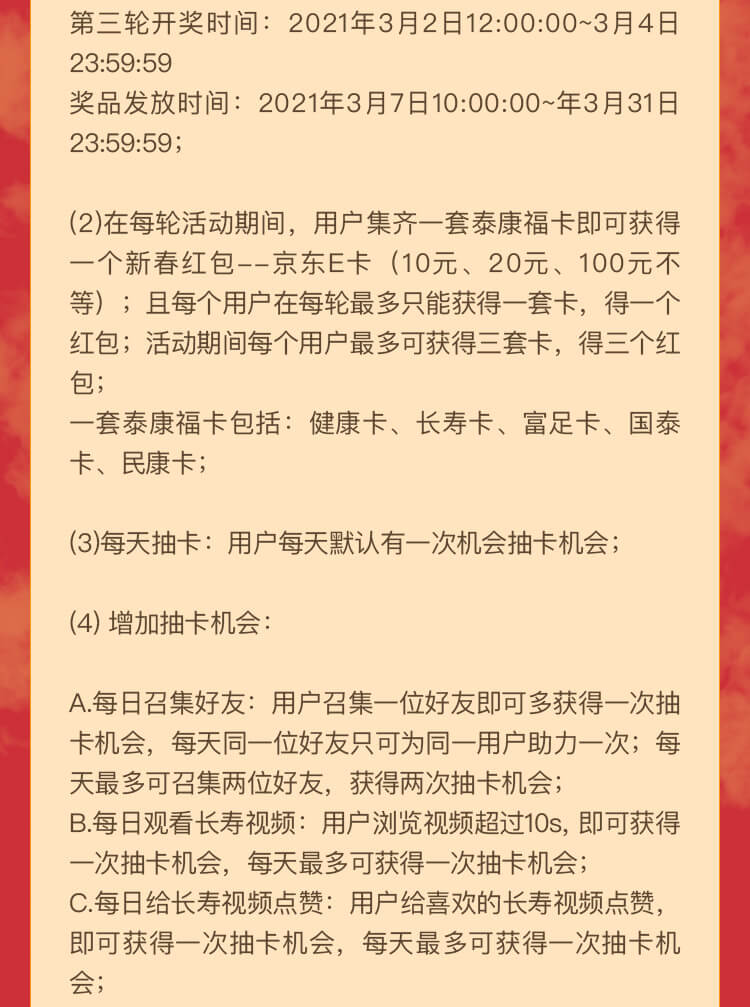 第三轮开奖时间：2021年3月2日12:00:00~3月4日
23:59:59
奖品发放时间：2021年3月7日10:00:00~年3月31日
23:59:59；
(2)在每轮活动期间，用户集齐一套泰康福卡即可获得
一个新春红包--京东E卡（10元、20元、100元不
等）；且每个用户在每轮最多只能获得一套卡，得一个
红包；活动期间每个用户最多可获得三套卡，得三个红
包；
一套泰康福卡包括：健康卡、长寿卡、富足卡、国泰
卡、民康卡；
(3)每天抽卡：用户每天默认有一次机会抽卡机会；
(4) 增加抽卡机会：
A.每日召集好友：用户召集一位好友即可多获得一次抽
卡机会，每天同一位好友只可为同一用户助力一次；每
天最多可召集两位好友，获得两次抽卡机会；
B.每日观看长寿视频：用户浏览视频超过10s, 即可获得
一次抽卡机会，每天最多可获得一次抽卡机会；
C.每日给长寿视频点赞：用户给喜欢的长寿视频点赞，
即可获得一次抽卡机会，每天最多可获得一次抽卡机
会；